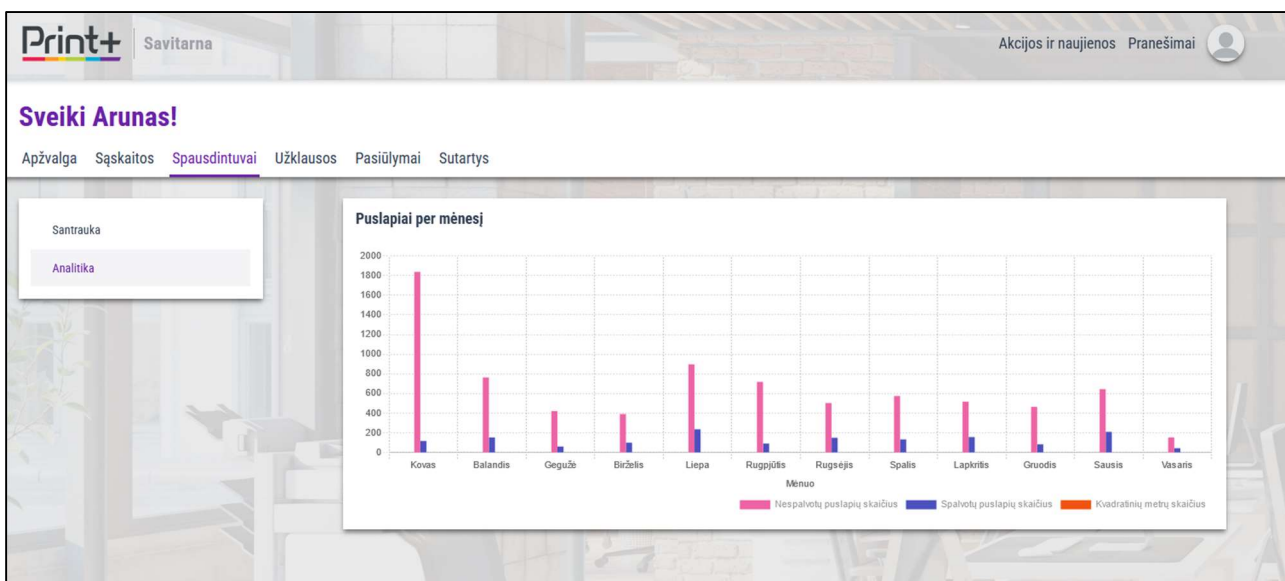 Print+ Savitarna Akcijos ir naujienos Pranešimai
Sveiki Arunas!
Apžvalga Sąskaitos Spausdintuvai Užklausos Pasiūlymai Sutartys
Santrauka
Analitika
Puslapiai per mėnesį
2000
1800
1600
1400
1200
1000
800
600
400
200
0
Kovas Balandis Gegužė Birželis Liepa Rugpjūtis Rugsėjis Spalis Lapkritis Gruodis Sausis Vasaris
Mėnuo
Nespalvotų puslapių skaičius Spalvotų puslapių skaičius Kvadratinių metrų skaičius